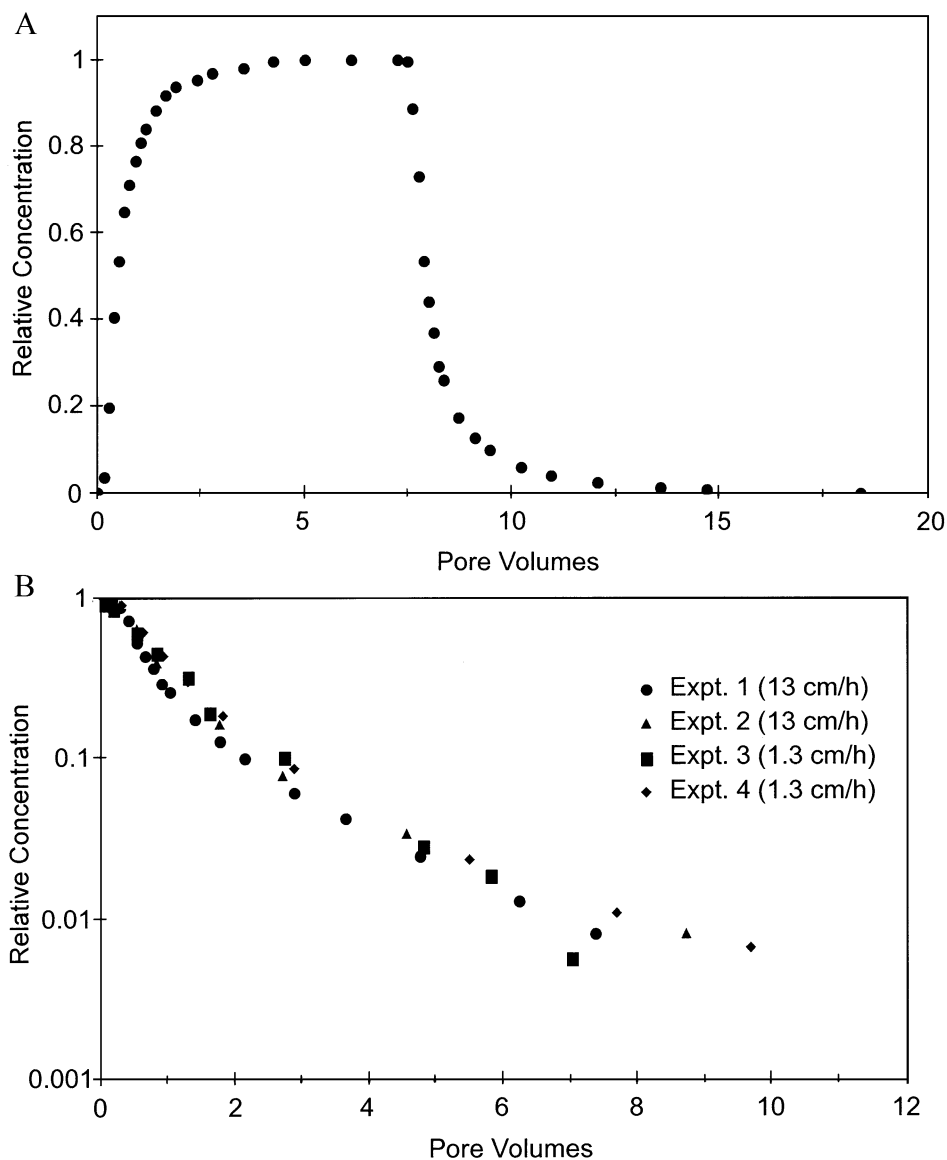 A
Relative Concentration
1
0.8
0.6
0.4
0.2
0
0 5 10 15 20
Pore Volumes
B
Relative Concentration
1
0.1
0.01
0.001
Expt. 1 (13 cm/h)
Expt. 2 (13 cm/h)
Expt. 3 (1.3 cm/h)
Expt. 4 (1.3 cm/h)
0 2 4 6 8 10 12
Pore Volumes